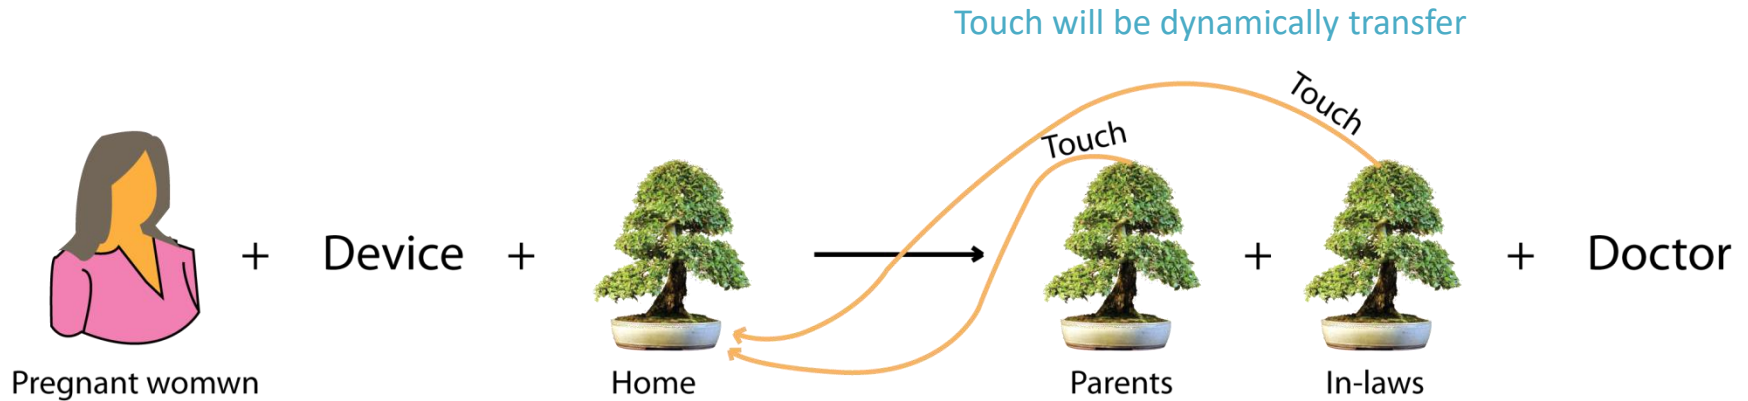 Touch will be dynamically transfer
Touch
Touch
+ Device + + + Doctor
Pregnant womwn
Home
Parents
In-laws